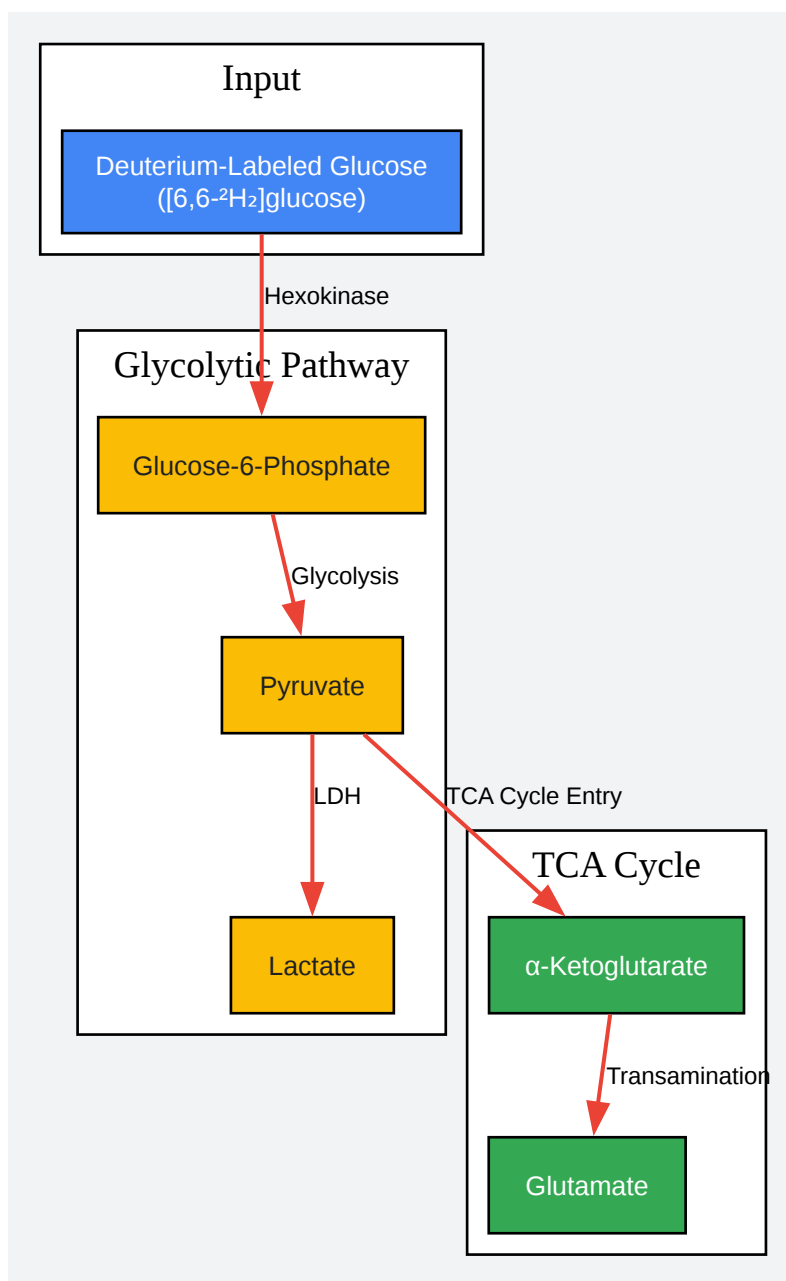 Input
Deuterium-Labeled Glucose
([6,6-²H₂]glucose)
Hexokinase
Glycolytic Pathway
Glucose-6-Phosphate
Glycolysis
Pyruvate
LDH
TCA Cycle Entry
TCA Cycle
Lactate
α-Ketoglutarate
Transamination
Glutamate